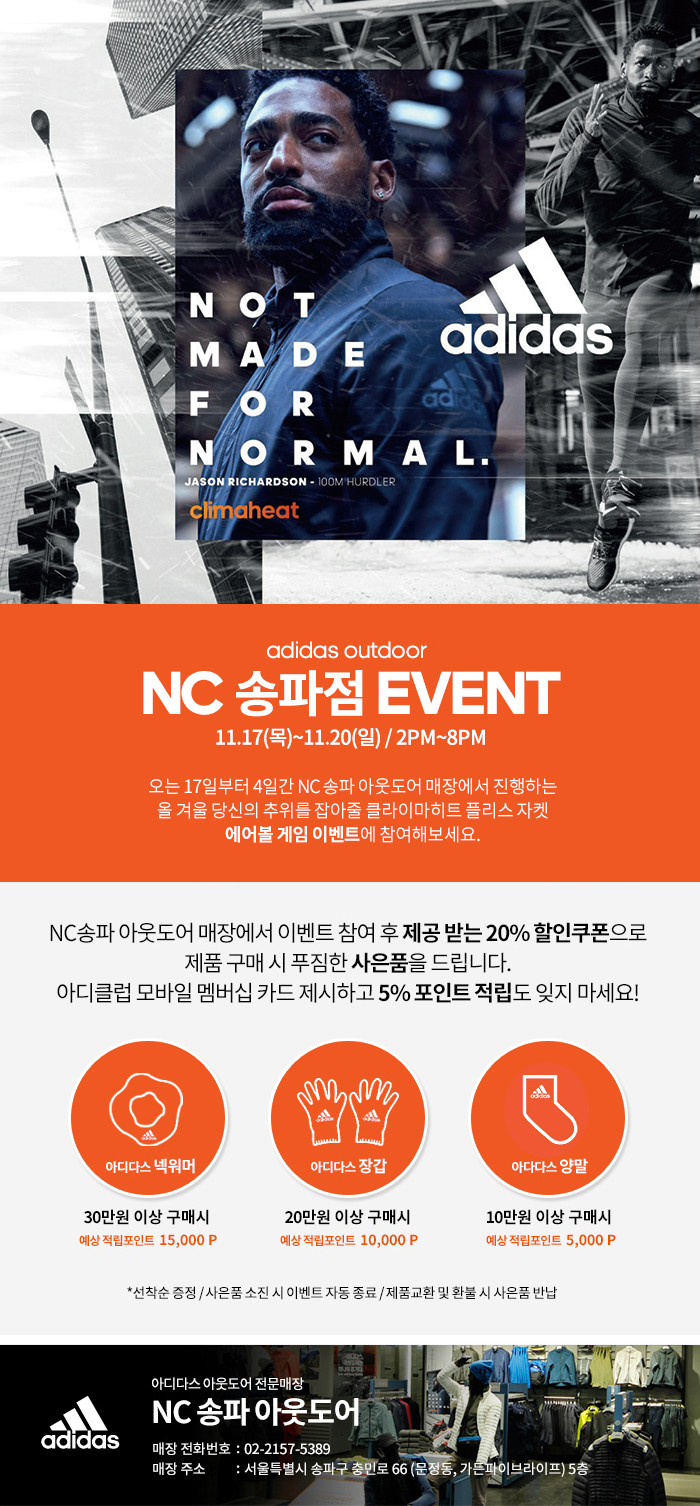 NOT
MADE
FOR
NORMAL.
JASON RICHARDSON - 100M HURDLER
climaheat
adidas
adidas
adidas outdoor
NC 송파점 EVENT
11.17(목)~11.20(일) / 2PM~8PM
오는 17일부터 4일간 NC 송파 아웃도어 매장에서 진행하는
올 겨울 당신의 추위를 잡아줄 클라이마히트 플리스 자켓
에어볼 게임 이벤트에 참여해보세요.
NC송파 아웃도어 매장에서 이벤트 참여 후 제공 받는 20% 할인쿠폰으로
제품 구매 시 푸짐한 사은품을 드립니다.
아디클럽 모바일 멤버십 카드 제시하고 5% 포인트 적립도 잊지 마세요!
adidas
아디다스 넥워머
30만원 이상 구매시
예상 적립포인트 15,000 P
adidas adidas
아디다스 장갑
20만원 이상 구매시
예상 적립포인트 10,000 P
adidas
아다다스 양말
10만원 이상 구매시
예상 적립포인트 5,000 P
*선착순 증정 / 사은품 소진 시 이벤트 자동 종료 / 제품교환 및 환불 시 사은품 반납
adidas
아디다스 아웃도어 전문매장
NC 송파 아웃도어
매장 전화번호 : 02-2157-5389
매장 주소 : 서울특별시 송파구 충민로 66 (문정동, 가든파이브라이프) 5층